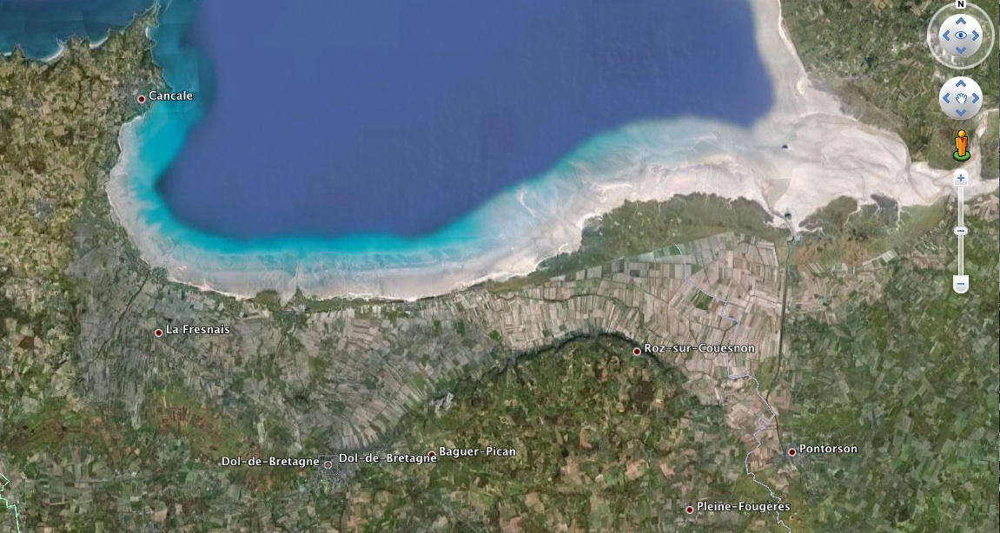 N
Cancale
La Fresnais
Roz-sur-Couesnon
Dol-de-Bretagne
Dol-de-Bretagne
Baguer-Pican
Pontorson
Pleine-Fougères